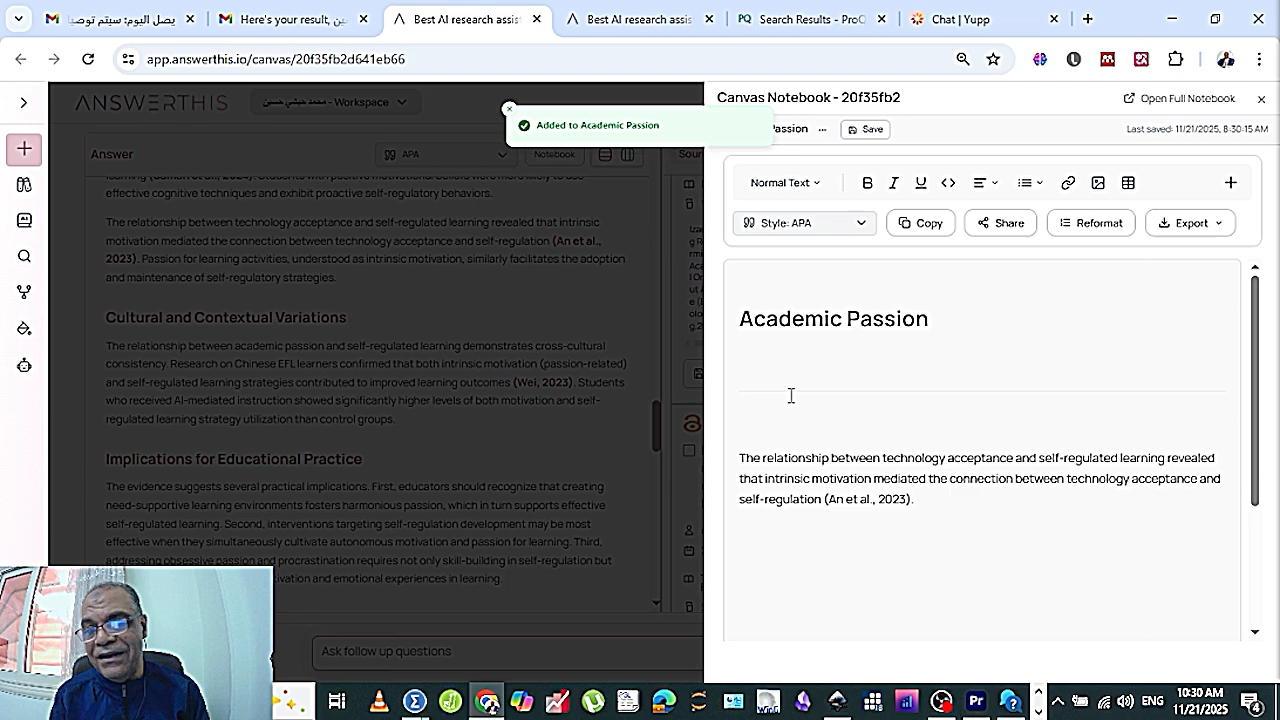 يصل اليوم: سيتم توصيا
Here's your result,
Best AI research assist
Best AI research assis
Search Results - ProQ
Chat | Yupp
app.answerthis.io/canvas/20f35fb2d641eb66
ANSWERTHIS
محمد حبشي حسين - Workspace
Canvas Notebook - 20f35fb2
Open Full Notebook
Added to Academic Passion
assion
...
Save
Last saved: 11/21/2025, 8:30:15 AM
Answer
APA
Notebook
Sour
Normal Text
B I U
Style: APA
Copy
Share
Reformat
Export
effective cognitive techniques and exhibit proactive self-regulatory behaviors.
The relationship between technology acceptance and self-regulated learning revealed that intrinsic
motivation mediated the connection between technology acceptance and self-regulation (An et al.,
2023). Passion for learning activities, understood as intrinsic motivation, similarly facilitates the adoption
and maintenance of self-regulatory strategies.
Cultural and Contextual Variations
The relationship between academic passion and self-regulated learning demonstrates cross-cultural
consistency. Research on Chinese EFL learners confirmed that both intrinsic motivation (passion-related)
and self-regulated learning strategies contributed to improved learning outcomes (Wei, 2023). Students
who received AI-mediated instruction showed significantly higher levels of both motivation and self-
regulated learning strategy utilization than control groups.
Implications for Educational Practice
The evidence suggests several practical implications. First, educators should recognize that creating
need-supportive learning environments fosters harmonious passion, which in turn supports effective
self-regulated learning. Second, interventions targeting self-regulation development may be most
effective when they simultaneously cultivate autonomous motivation and passion for learning. Third,
addressing obsessive passion and procrastination requires not only skill-building in self-regulation but
ivation and emotional experiences in learning.
Ask follow up questions
Academic Passion
The relationship between technology acceptance and self-regulated learning revealed
that intrinsic motivation mediated the connection between technology acceptance and
self-regulation (An et al., 2023).
ENG
10:30 AM
11/21/2025